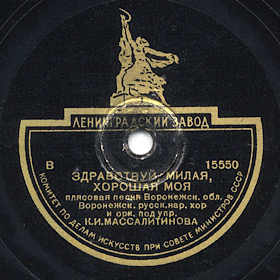 ЛЕНИНГРАДСКИЙ ЗАВОД
В 15550
ЗДРАВСТВУЙ, МИЛАЯ,
ХОРОШАЯ МОЯ
плясовая песня Воронежск. обл.
Воронежск. русск. нар. хор
и орк. под упр.
К.И.МАССАЛИТИНОВА
КОМИТЕТ ПО ДЕЛАМ ИСКУССТВ ПРИ СОВЕТЕ МИНИСТРОВ СССР